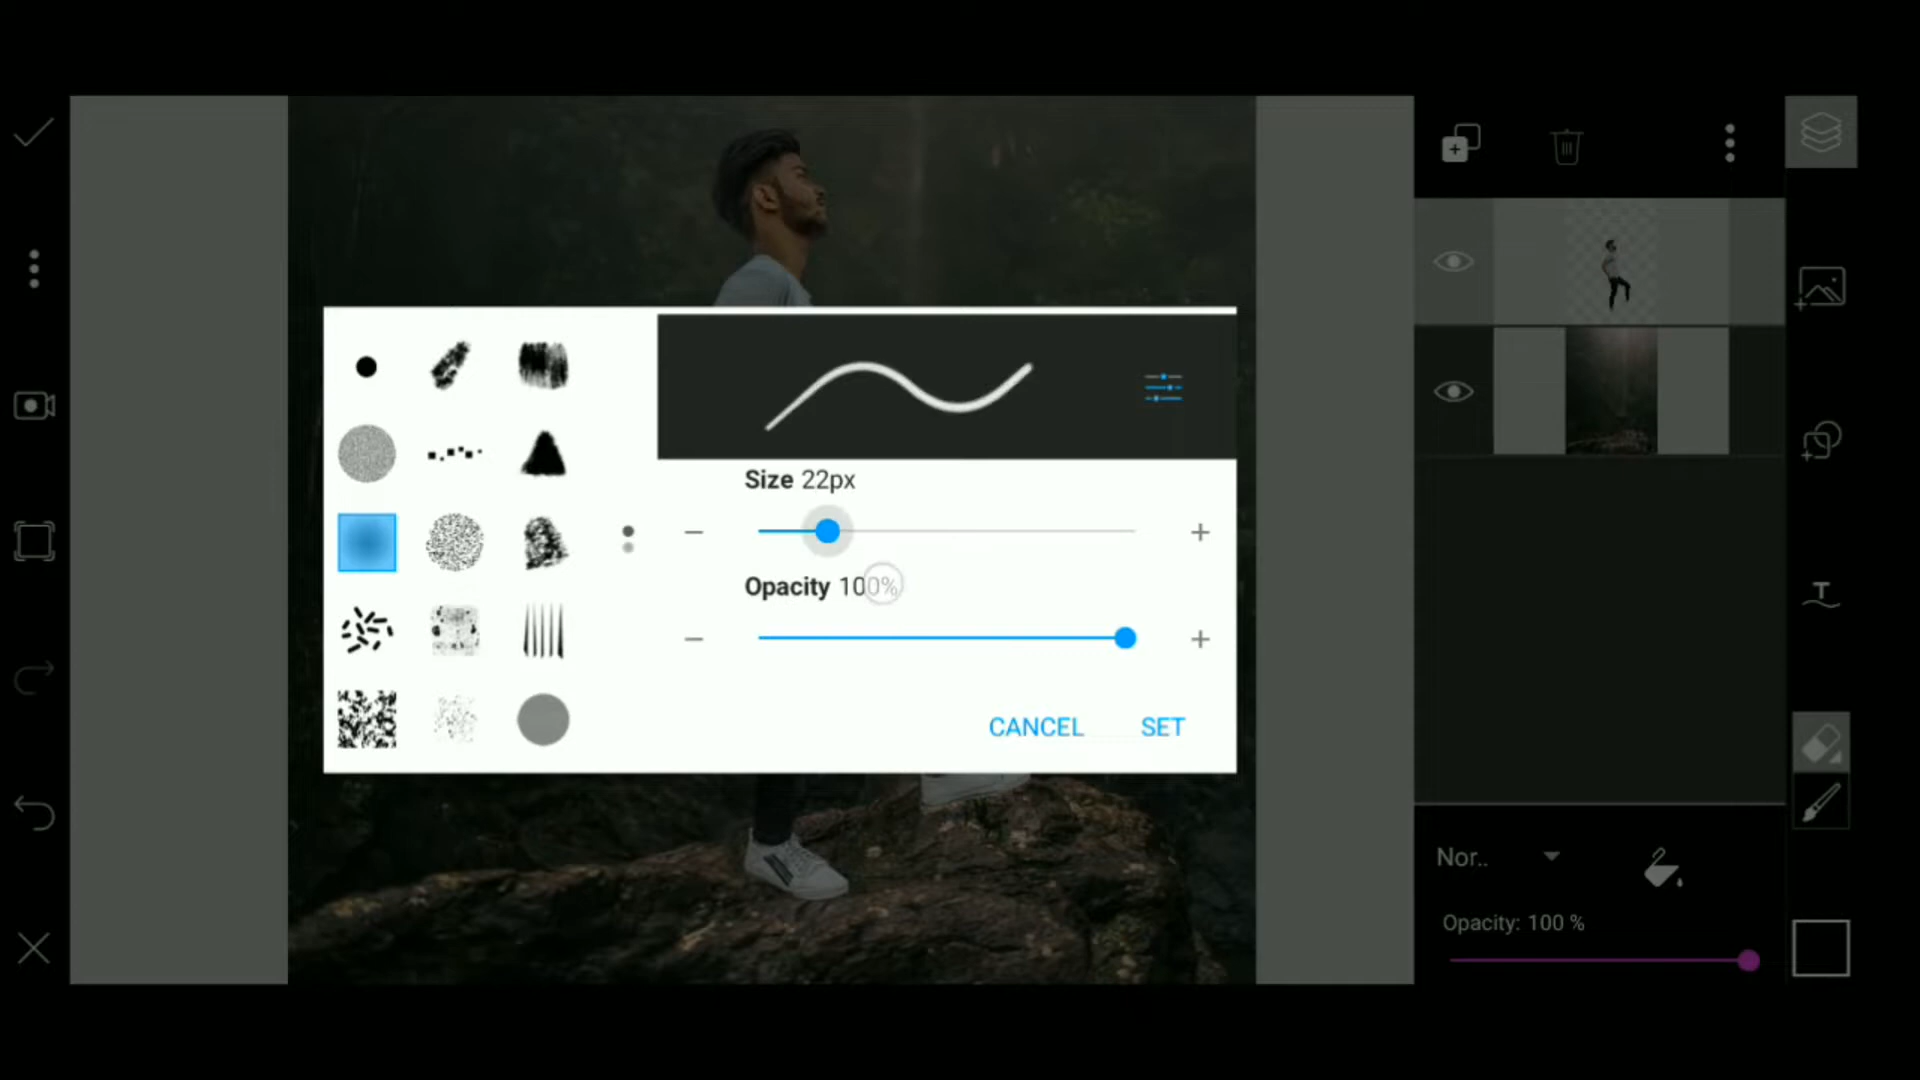 Size 22px
Opacity 100%
CANCEL SET
Nor..
Opacity: 100 %
T